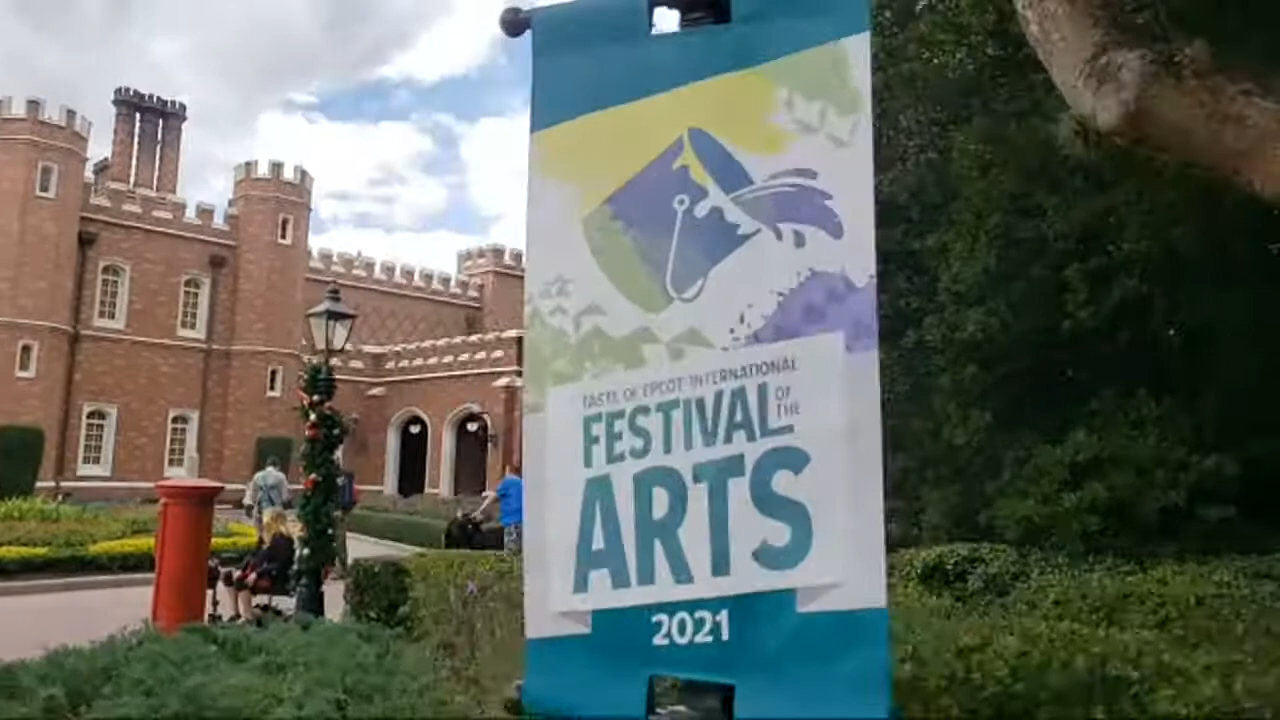 TASTE OF EPCOT INTERNATIONAL
FESTIVAL OF THE
ARTS
2021